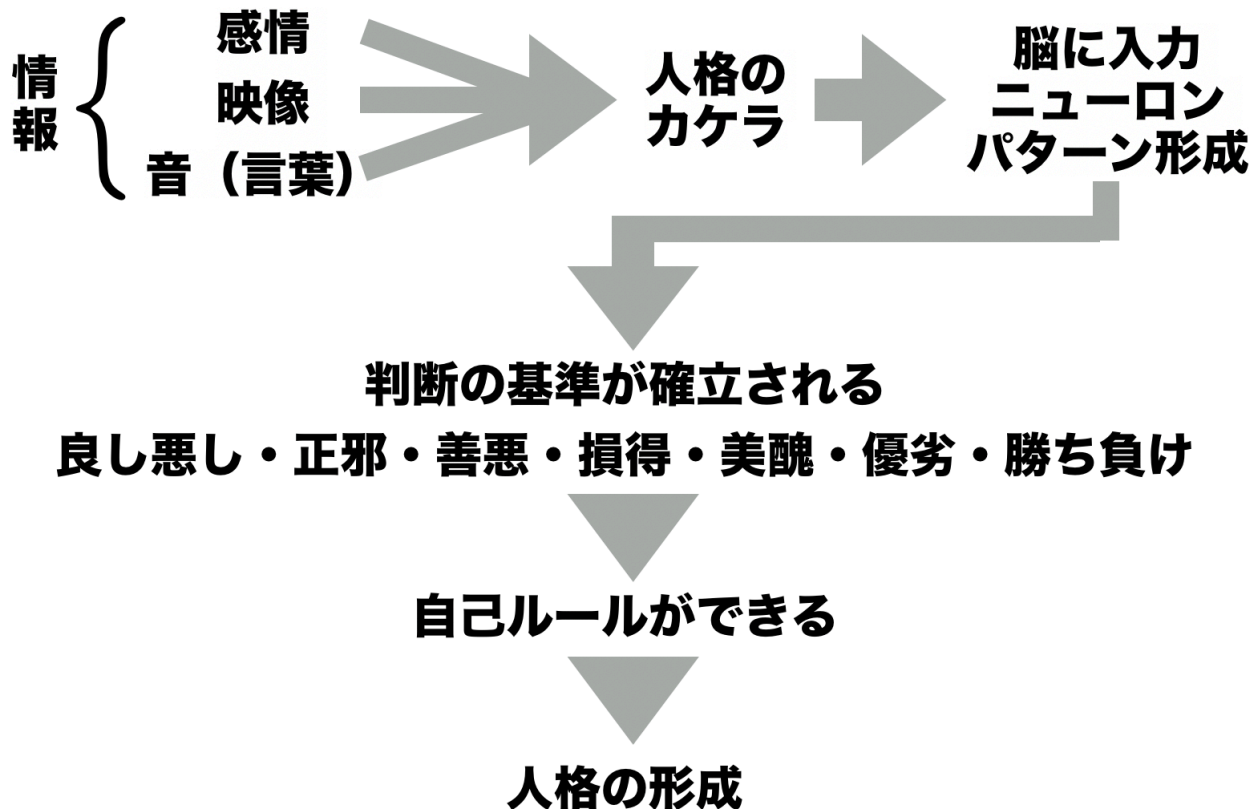 情報
感情
映像
音（言葉）
人格の
カケラ
脳に入力
ニューロン
パターン形成
判断の基準が確立される
良し悪し・正邪・善悪・損得・美醜・優劣・勝ち負け
自己ルールができる
人格の形成